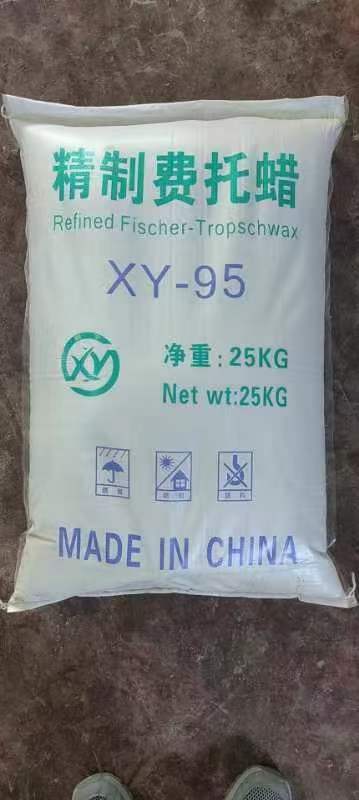 精制费托蜡
Refined Fischer-Tropschwax
XY-95
XY
净重: 25KG
Net wt:25KG
MADE IN CHINA